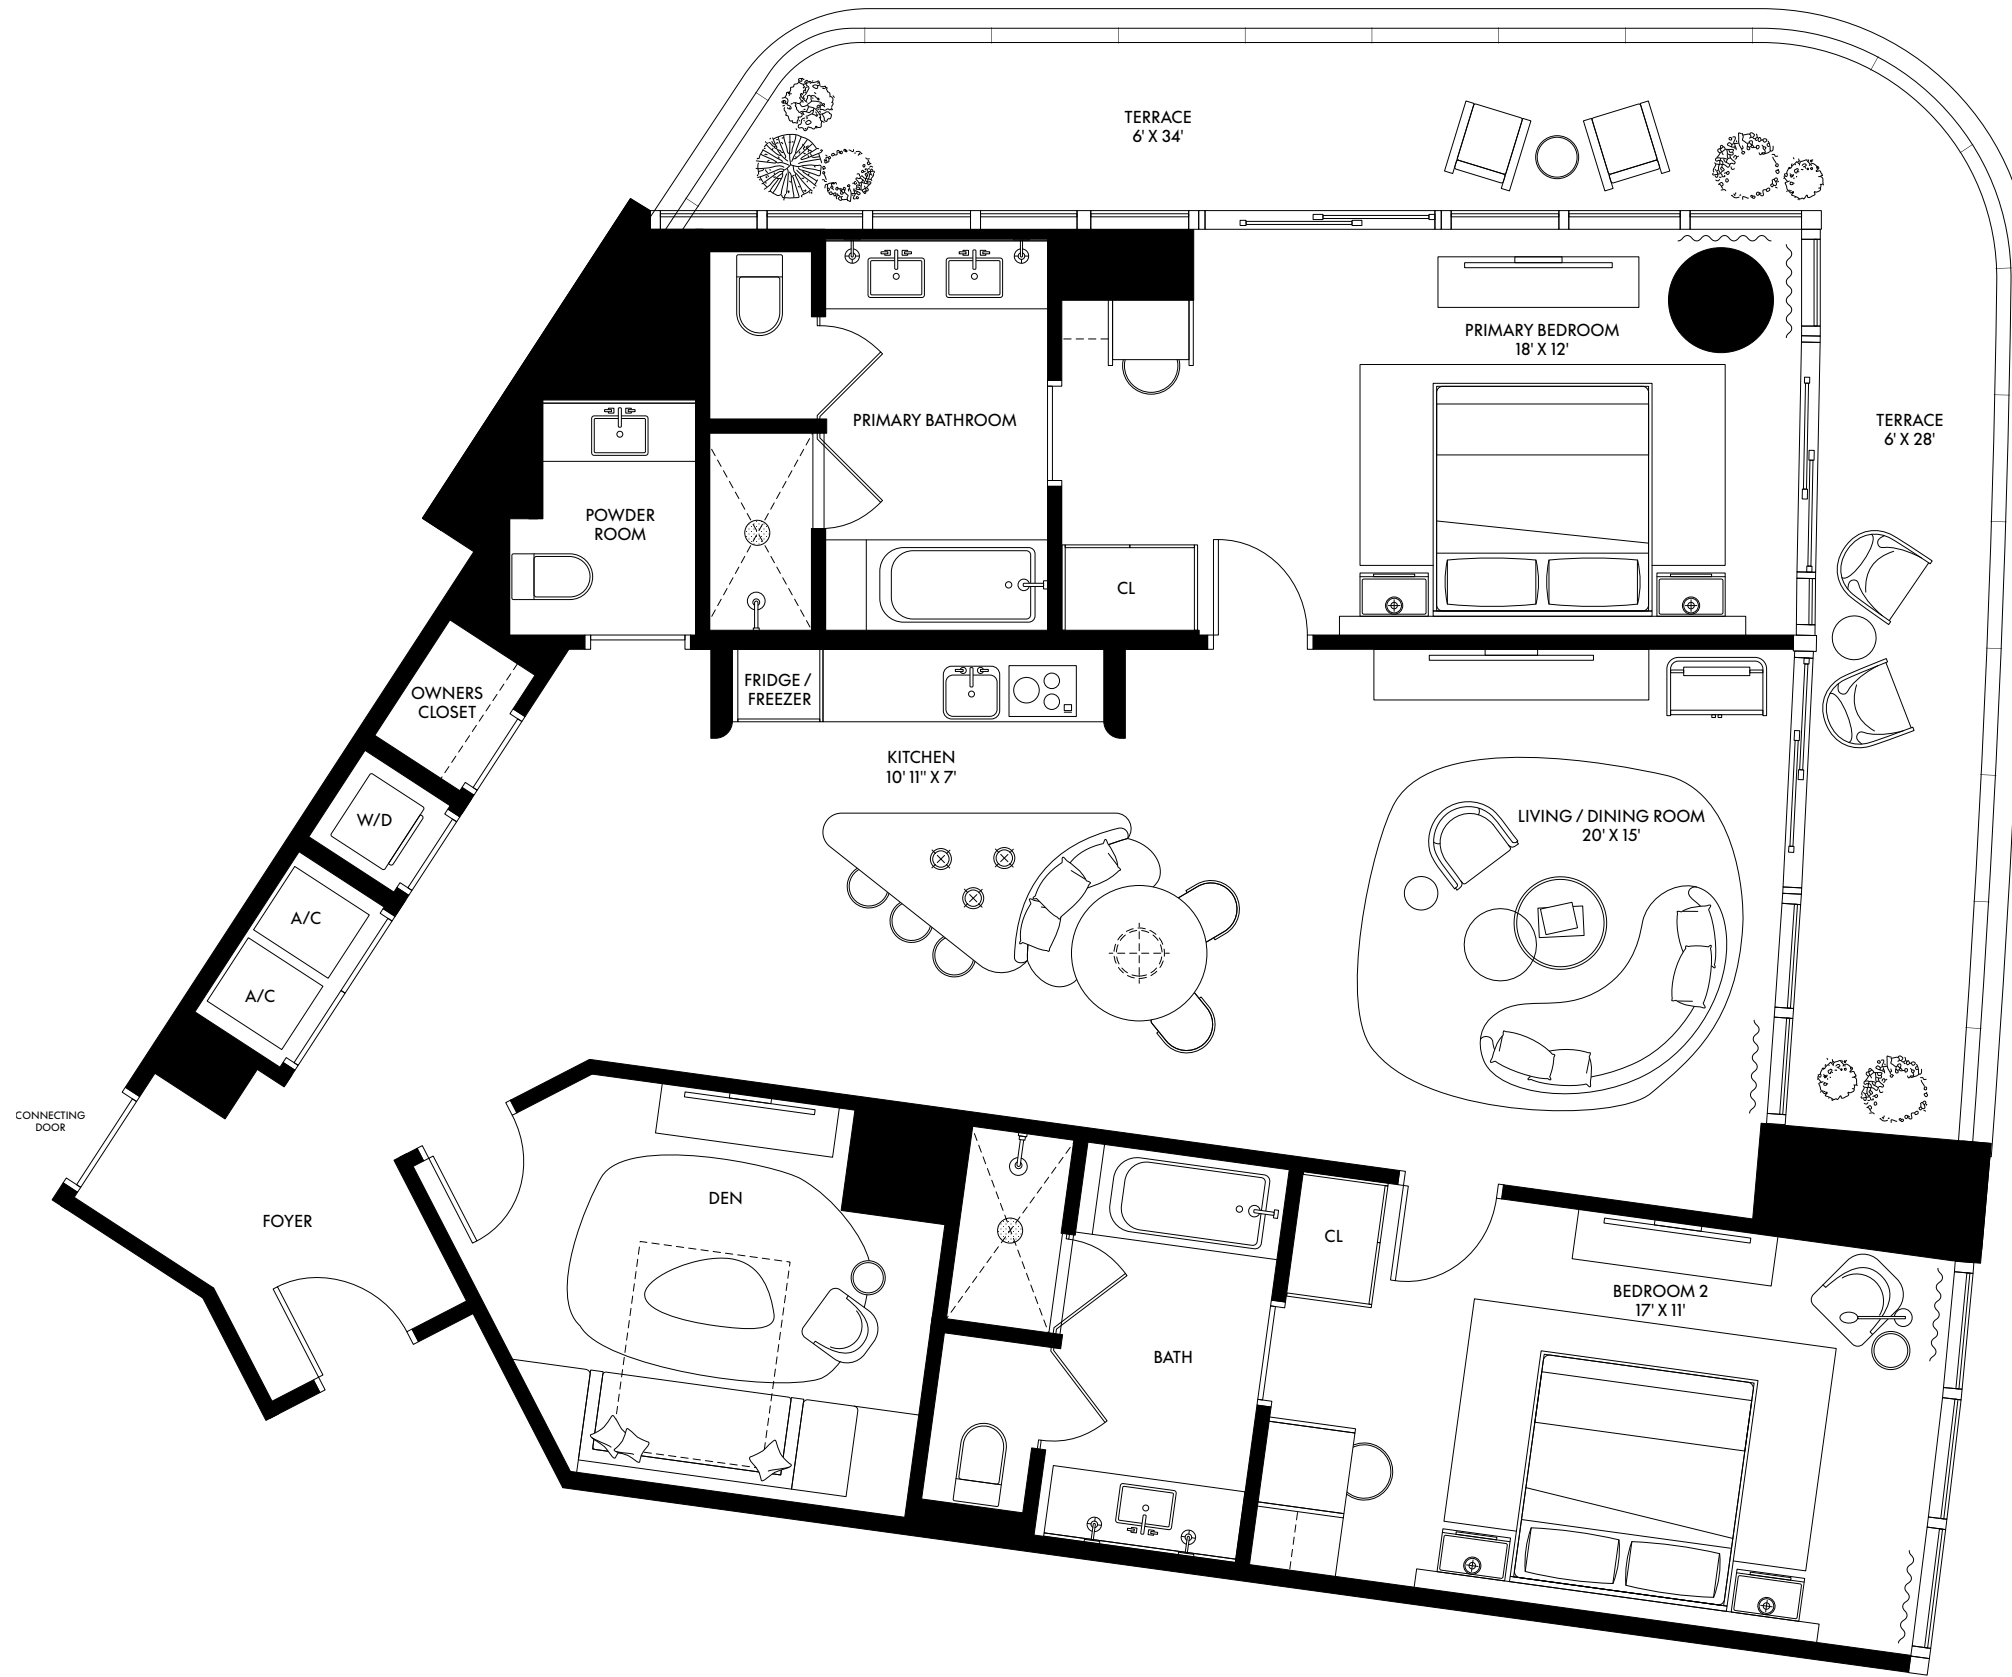 TERRACE
6' X 34'
PRIMARY BEDROOM
18' X 12'
PRIMARY BATHROOM
TERRACE
6' X 28'
POWDER
ROOM
CL
OWNERS
CLOSET
FRIDGE /
FREEZER
KITCHEN
10' 11" X 7'
W/D
LIVING / DINING ROOM
20' X 15'
A/C
A/C
CONNECTING
DOOR
DEN
FOYER
CL
BEDROOM 2
17' X 11'
BATH